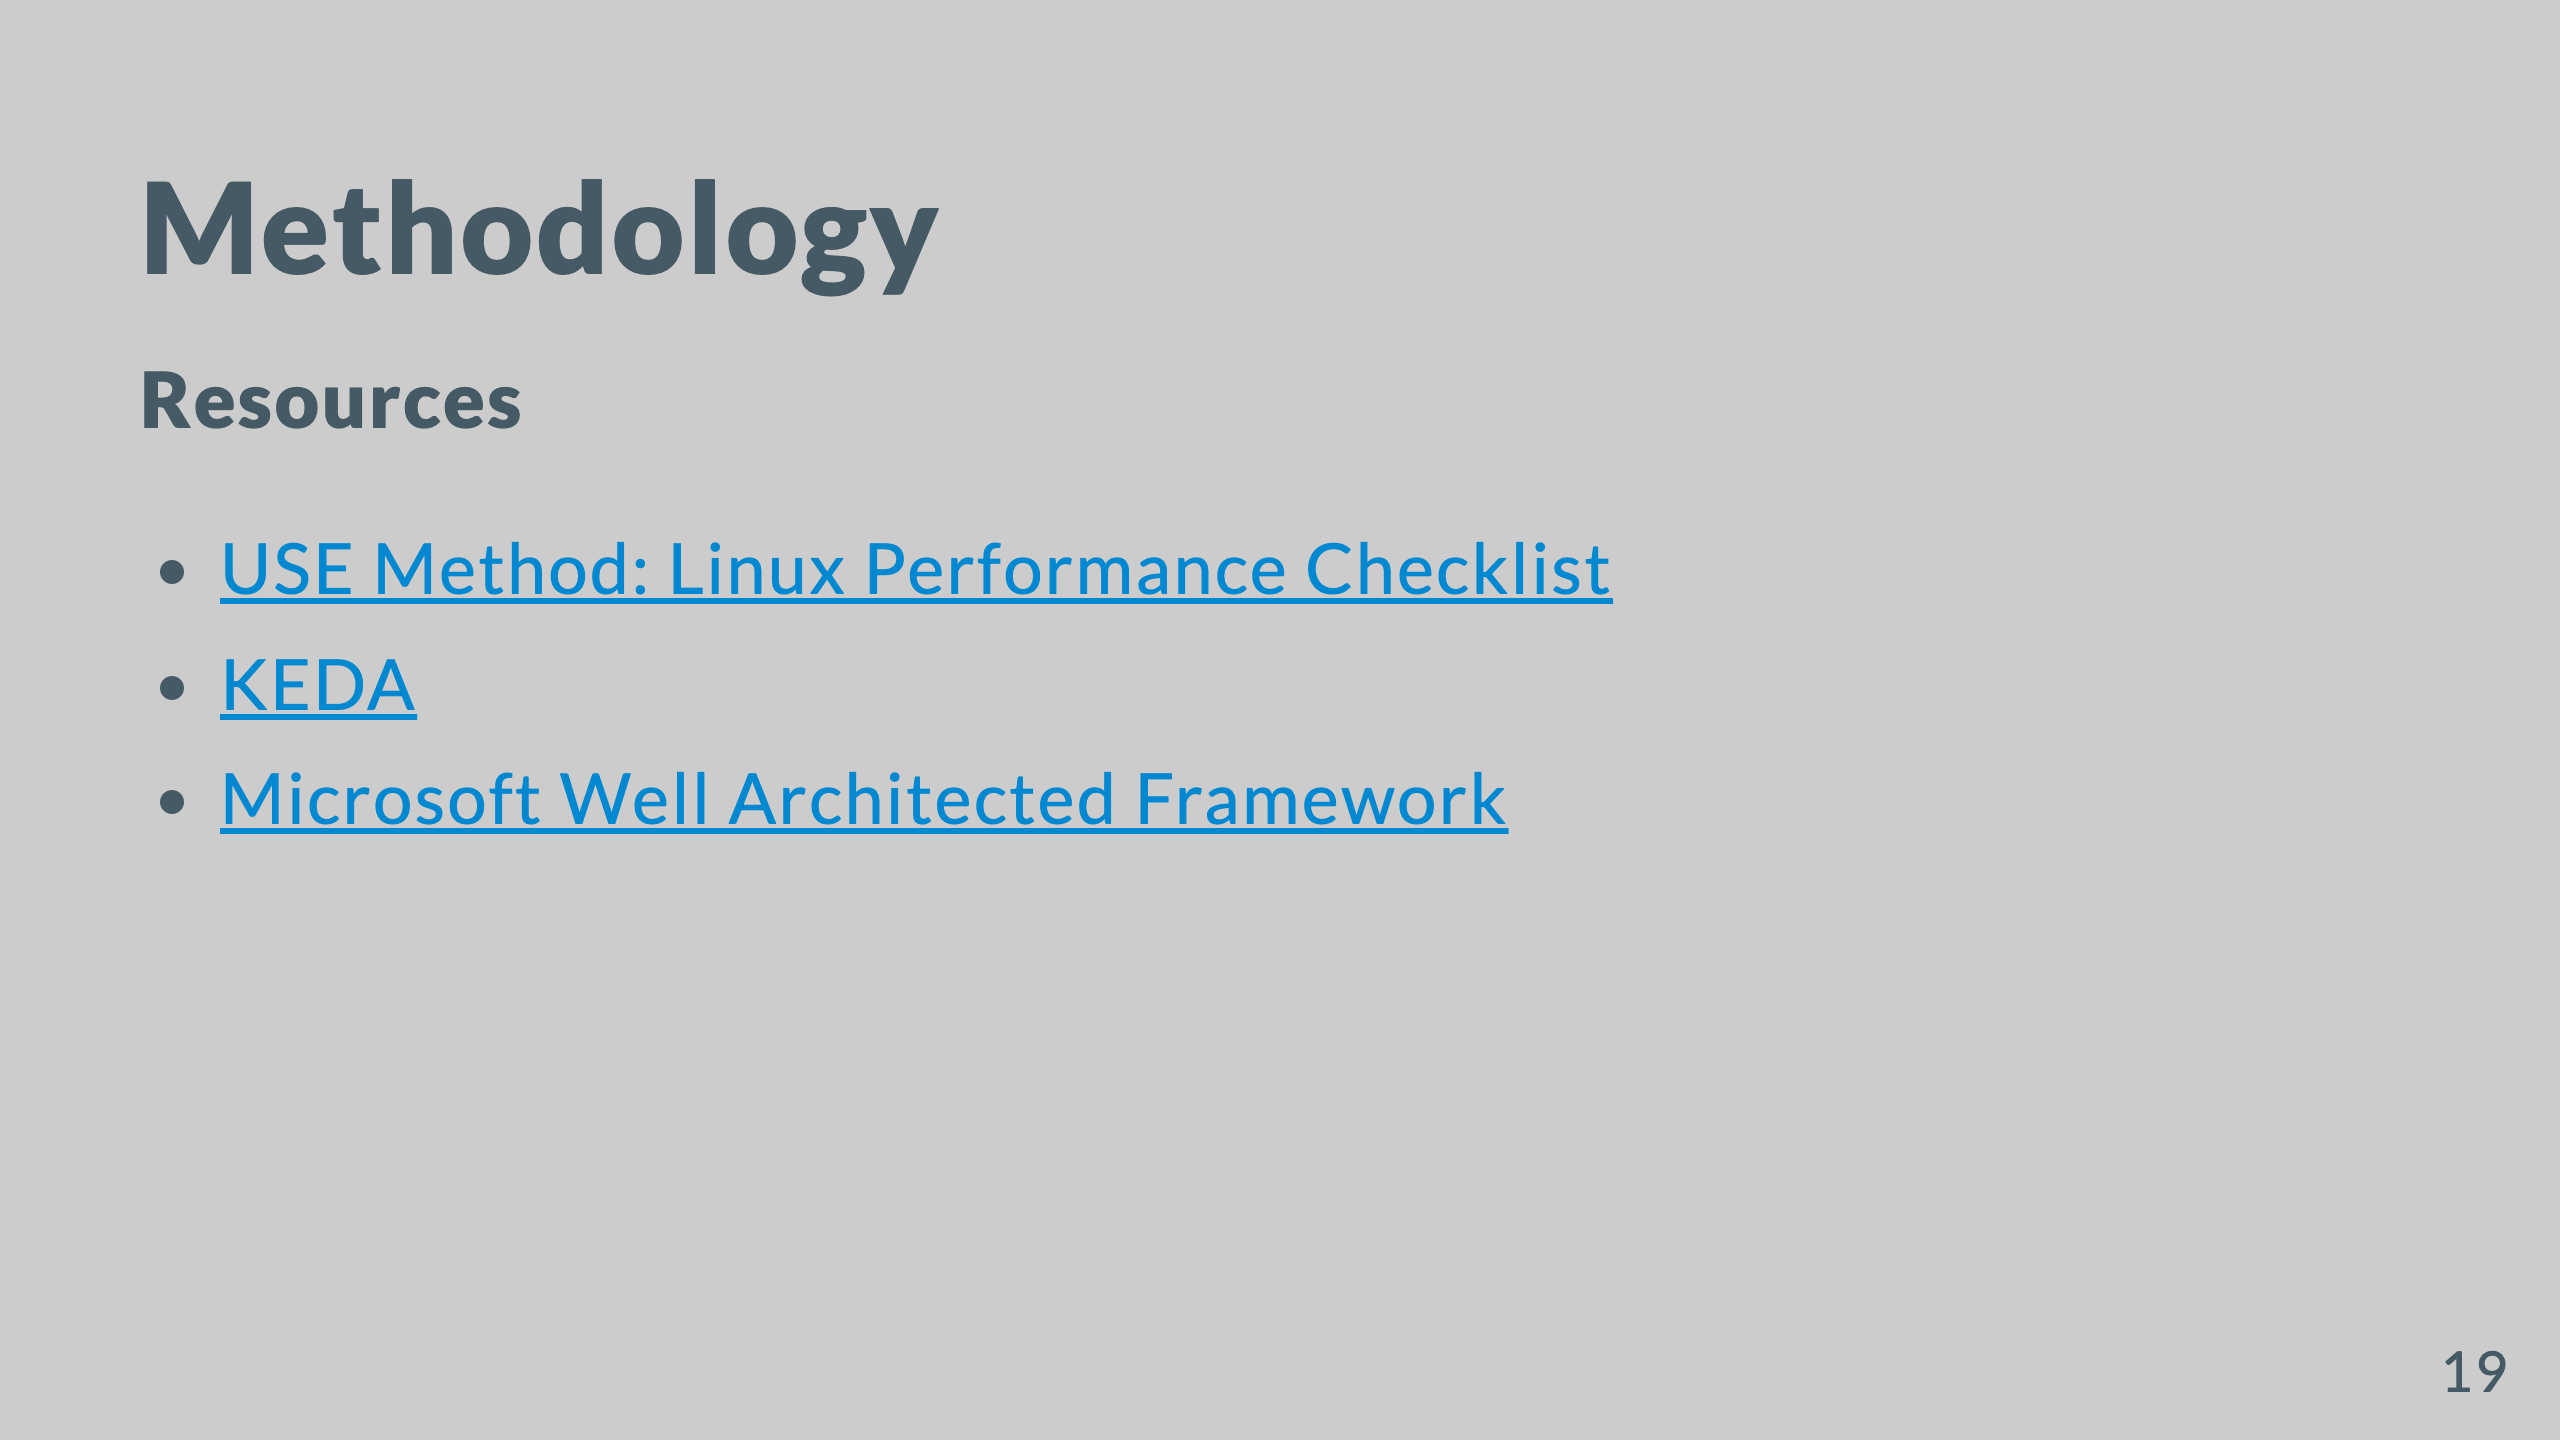 Methodology
Resources
• USE Method: Linux Performance Checklist
• KEDA
• Microsoft Well Architected Framework
19